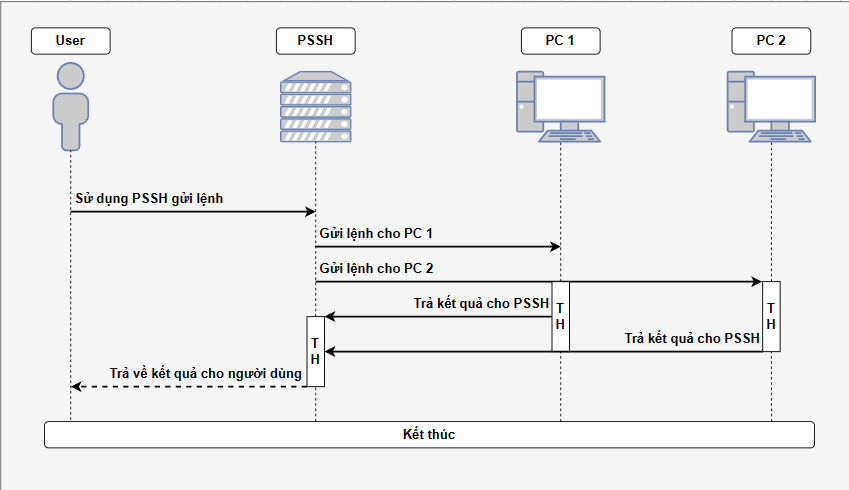 User
PSSH
PC 1
PC 2
Sử dụng PSSH gửi lệnh
Gửi lệnh cho PC 1
Gửi lệnh cho PC 2
Trả kết quả cho PSSH
T
H
T
H
Trả kết quả cho PSSH
T
H
Trả về kết quả cho người dùng
Kết thúc